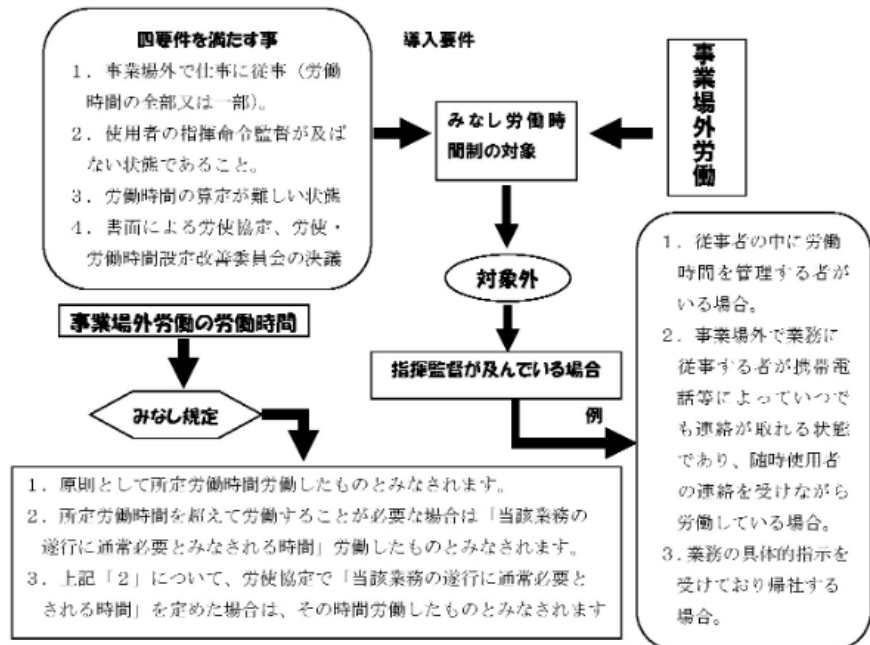 四要件を満たす事
1．事業場外で仕事に従事（労働
時間の全部又は一部）。
2．使用者の指揮命令監督が及ば
ない状態であること。
3．労働時間の算定が難しい状態
4．書面による労使協定、労使・
労働時間設定改善委員会の決議
導入要件
みなし労働時
間制の対象
事業場外労働
対象外
指揮監督が及んでいる場合
例
1．従事者の中に労働
時間を管理する者が
いる場合。
2．事業場外で業務に
従事する者が携帯電
話等によっていつで
も連絡が取れる状態
であり、随時使用者
の連絡を受けながら
労働している場合。
3．業務の具体的指示を
受けており帰社する
場合。
事業場外労働の労働時間
みなし規定
1．原則として所定労働時間労働したものとみなされます。
2．所定労働時間を超えて労働することが必要な場合は「当該業務の
遂行に通常必要とみなされる時間」労働したものとみなされます。
3．上記「2」について、労使協定で「当該業務の遂行に通常必要と
される時間」を定めた場合は、その時間労働したものとみなされます